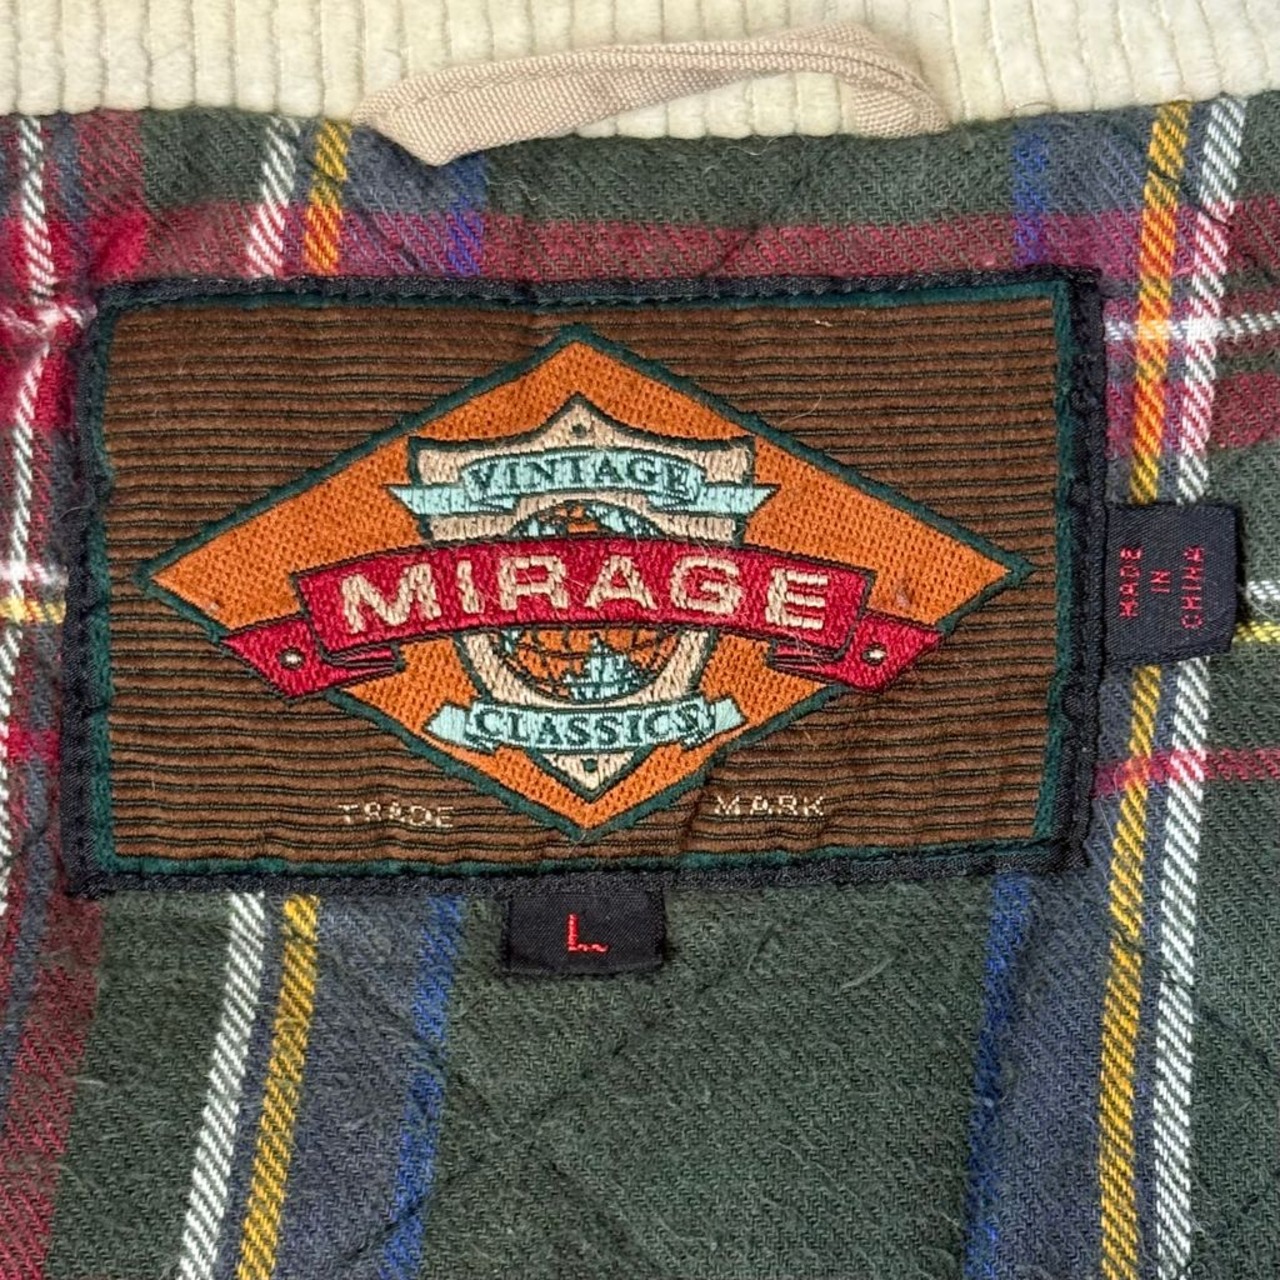 VINTAGE
MIRAGE
CLASSICS
TRADE MARK
L
MADE
IN
CHINA